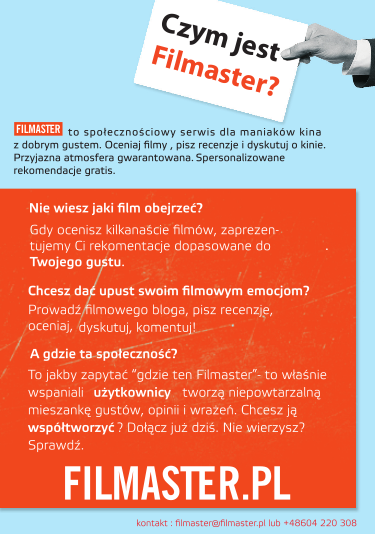 Czym jest
Filmaster?
FILMASTER to społecznościowy serwis dla maniaków kina
z dobrym gustem. Oceniaj filmy , pisz recenzje i dyskutuj o kinie.
Przyjazna atmosfera gwarantowana. Spersonalizowane
rekomendacje gratis.
Nie wiesz jaki film obejrzeć?
Gdy ocenisz kilkanaście filmów, zaprezen-
tujemy Ci rekomentacje dopasowane do .
Twojego gustu.
Chcesz dać upust swoim filmowym emocjom?
Prowadź filmowego bloga, pisz recenzje,
oceniaj, dyskutuj, komentuj!
A gdzie ta społeczność?
To jakby zapytać "gdzie ten Filmaster"- to właśnie
wspaniali użytkownicy tworzą niepowtarzalną
mieszankę gustów, opinii i wrażeń. Chcesz ją
współtworzyć ? Dołącz już dziś. Nie wierzysz?
Sprawdź.
FILMASTER.PL
kontakt : filmaster@filmaster.pl lub +48604 220 308